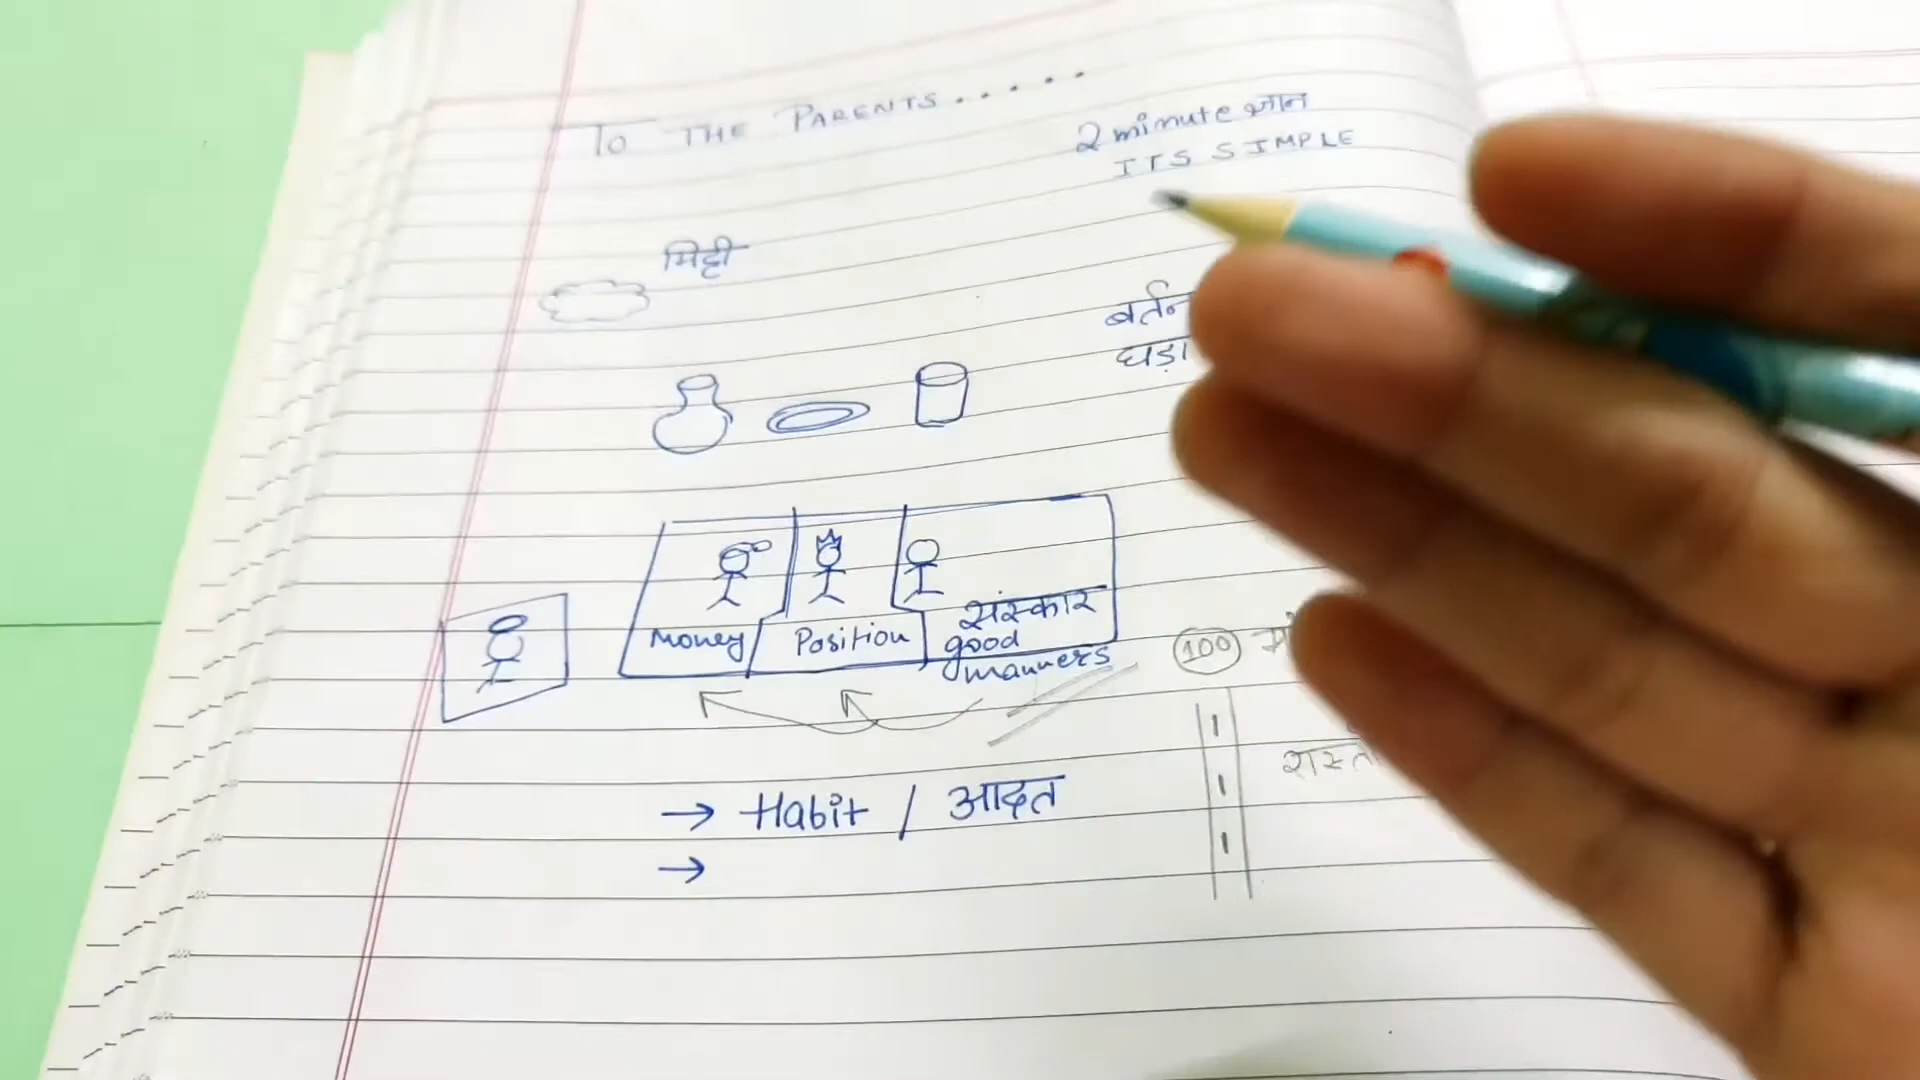 TO THE PARENTS.....
2 minute ज्ञान
ITS SIMPLE
मिट्टी
बर्तन
घड़ा
Money
Position
संस्कार
good
manners
100
→ Habit / आदत
→